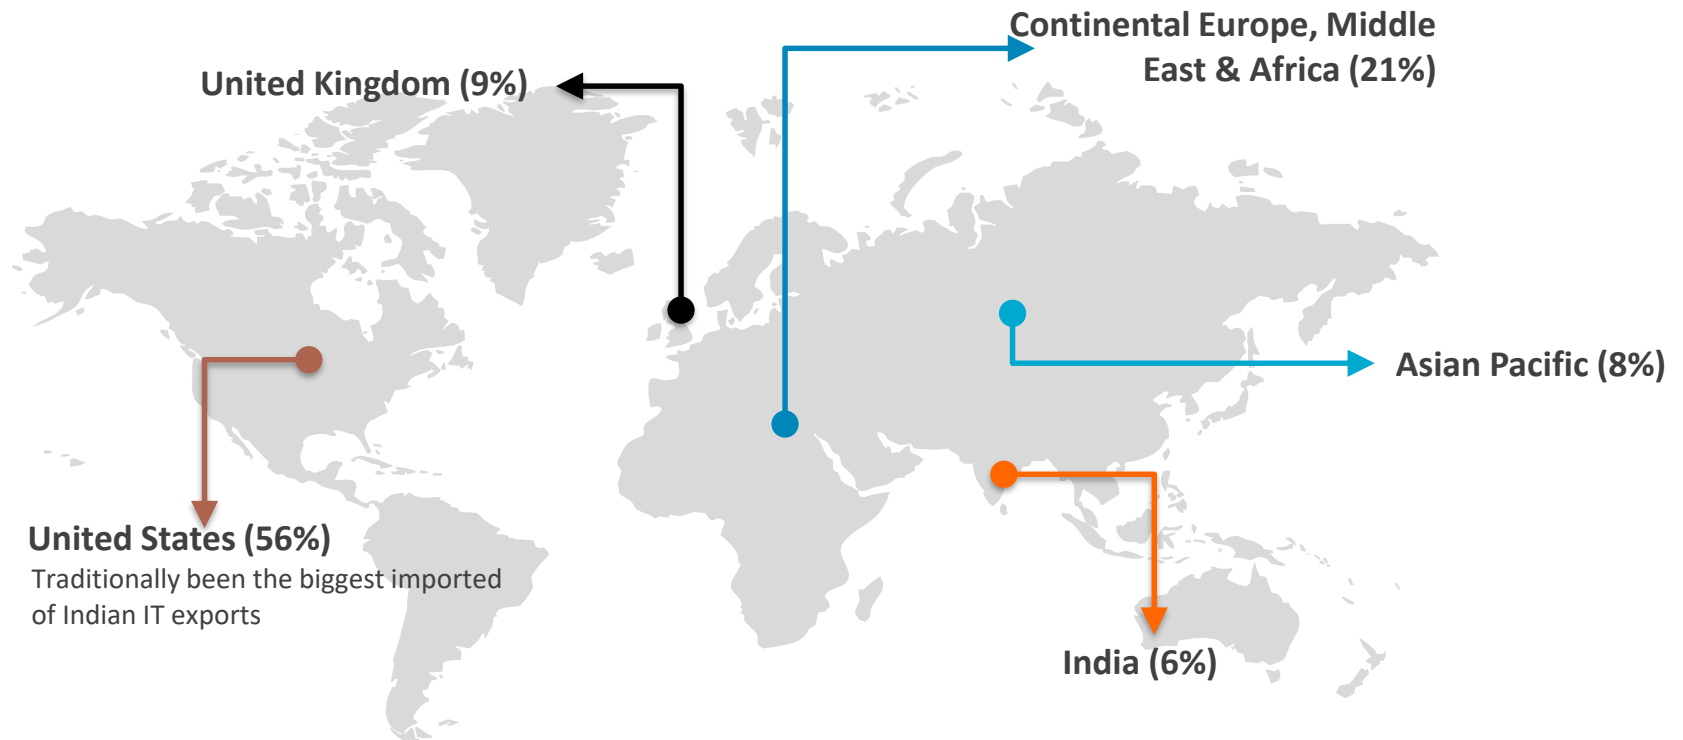 Continental Europe, Middle
East & Africa (21%)
United Kingdom (9%)
Asian Pacific (8%)
United States (56%)
Traditionally been the biggest imported
of Indian IT exports
India (6%)